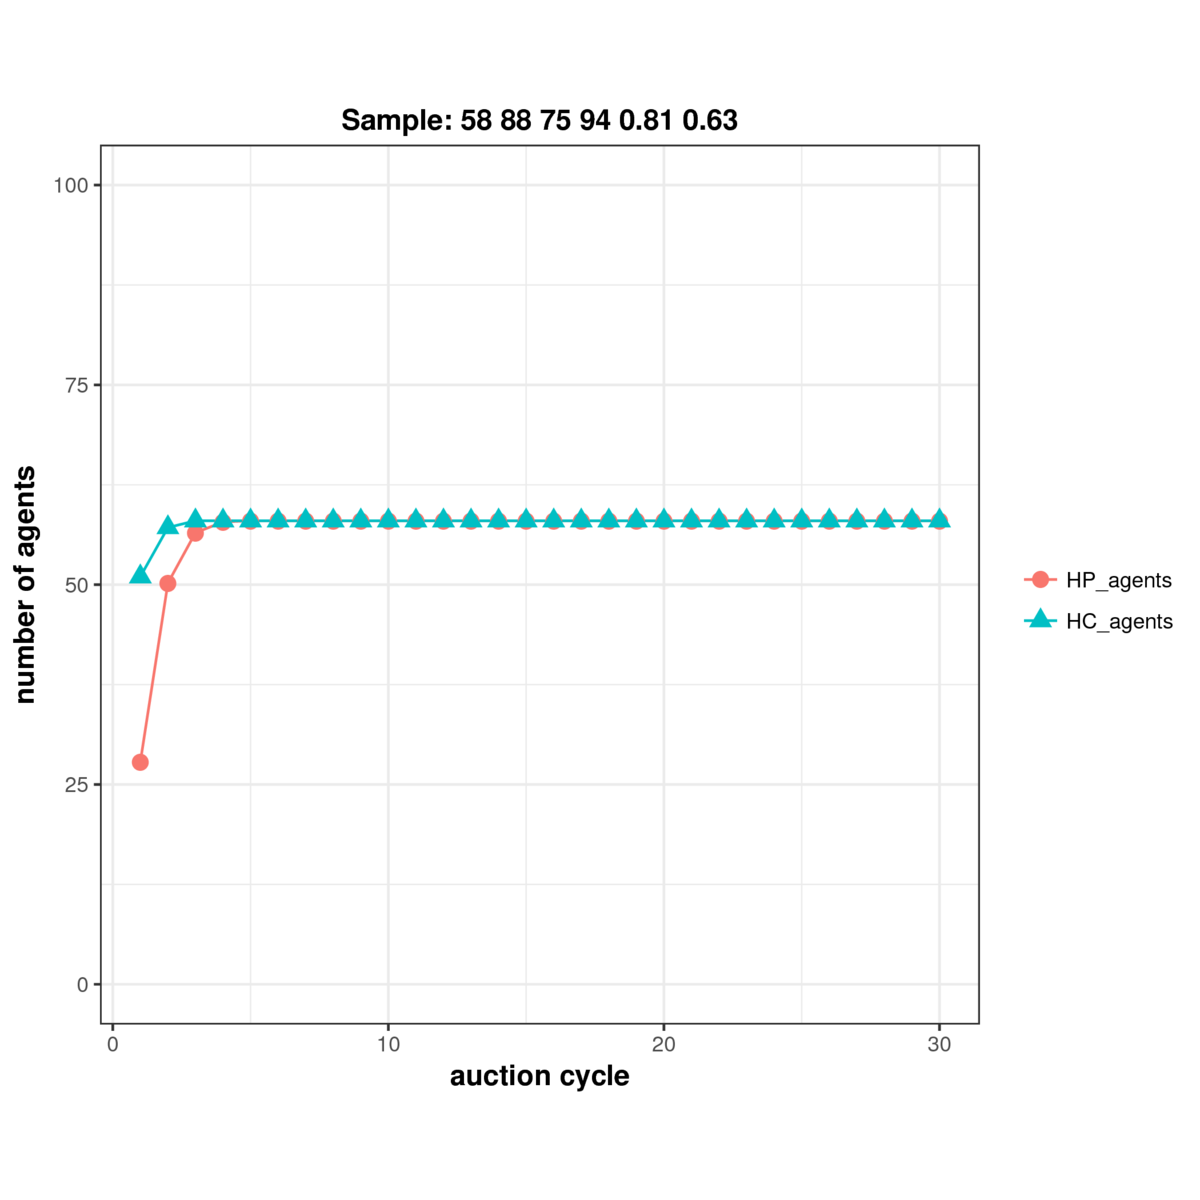 Sample: 58 88 75 94 0.81 0.63
100
75
50
25
0
number of agents
0 10 20 30
auction cycle
HP_agents
HC_agents